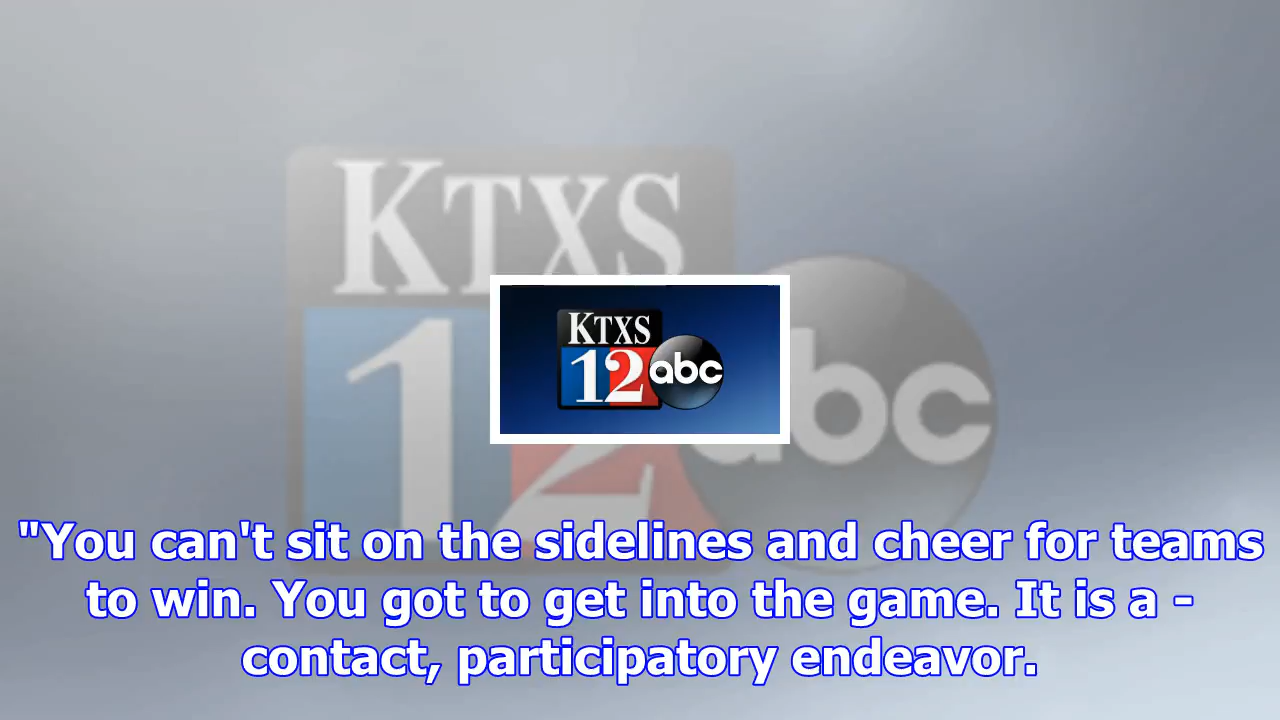 KTXS
12 abc
KTXS
12 abc
"You can't sit on the sidelines and cheer for teams
to win. You got to get into the game. It is a -
contact, participatory endeavor.